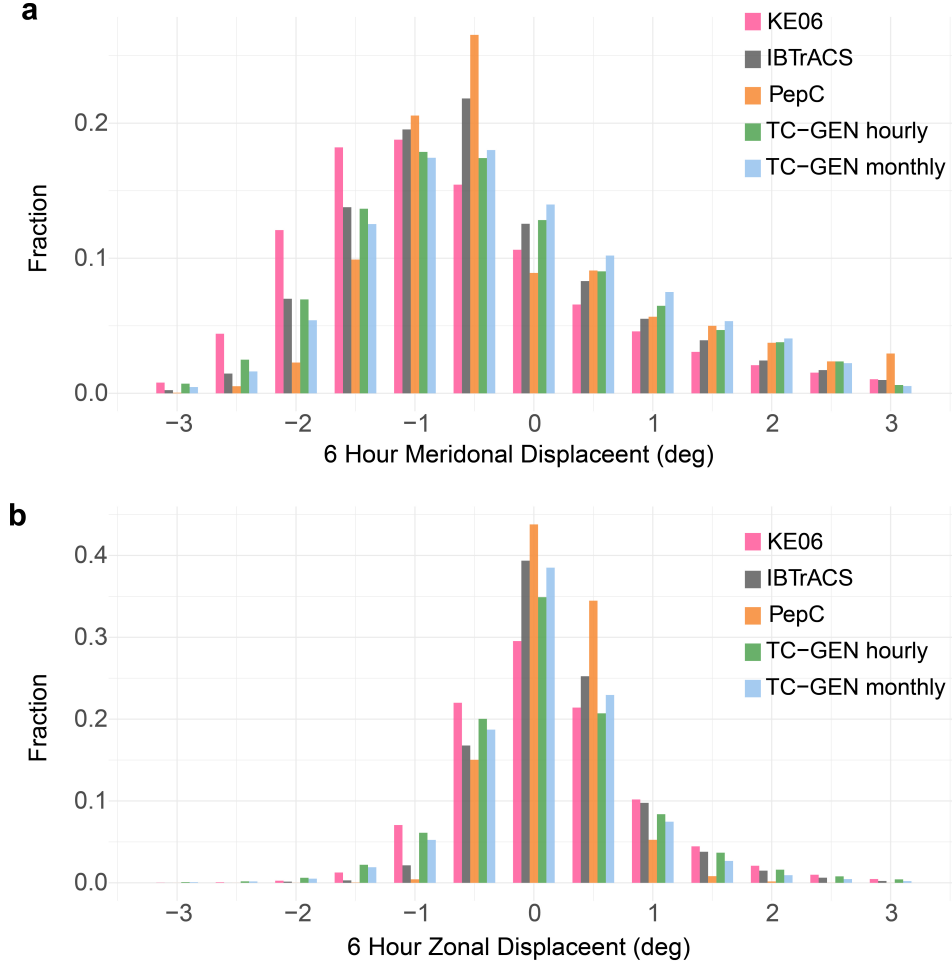 a
KE06
IBTrACS
PepC
TC−GEN hourly
TC−GEN monthly
0.2
0.1
0.0
Fraction
−3 −2 −1 0 1 2 3
6 Hour Meridonal Displaceent (deg)
b
KE06
IBTrACS
PepC
TC−GEN hourly
TC−GEN monthly
0.4
0.3
0.2
0.1
0.0
Fraction
−3 −2 −1 0 1 2 3
6 Hour Zonal Displaceent (deg)